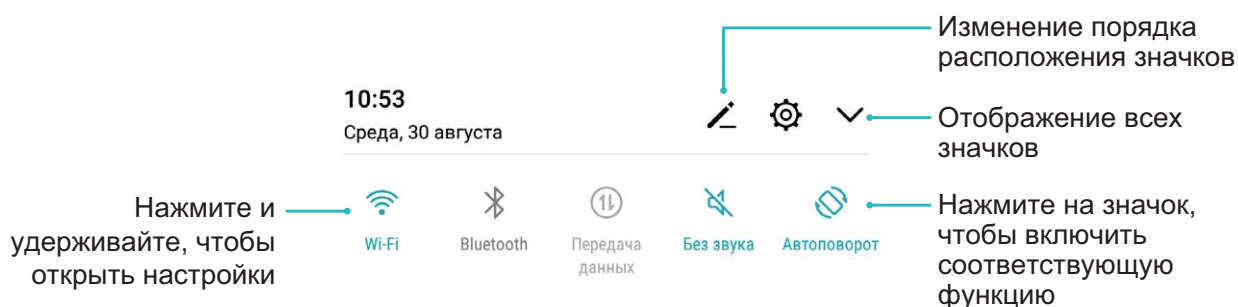 Изменение порядка
расположения значков
10:53
Среда, 30 августа
Отображение всех
значков
Нажмите и
удерживайте, чтобы
открыть настройки
Wi-Fi
Bluetooth
Передача
данных
Без звука
Автоповорот
Нажмите на значок,
чтобы включить
соответствующую
функцию